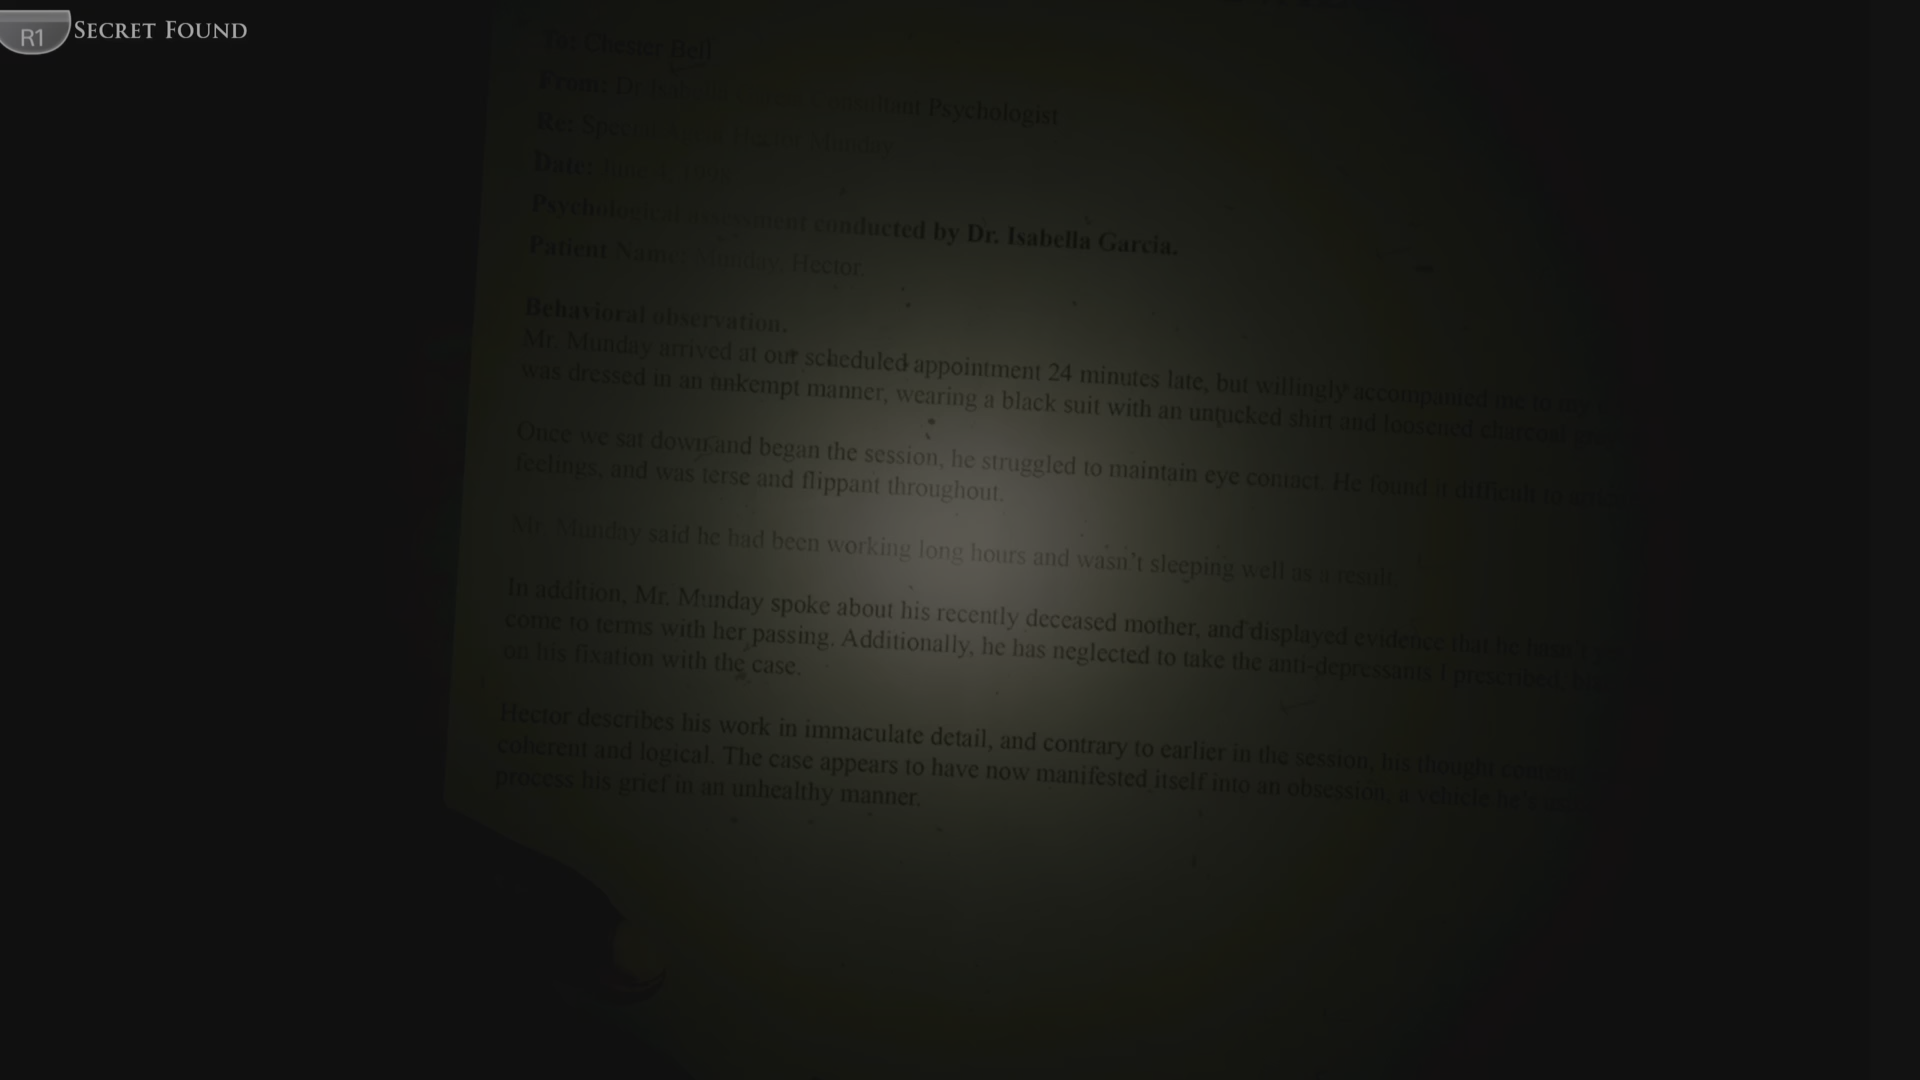 R1 SECRET FOUND
To: Chester Bell
From: Dr Consultant Psychologist
Re: Special Hector Munday
Date: June
Psychological assessment conducted by Dr. Isabella Garcia.
Patient Name: Munday, Hector.
Behavioral observation.
Mr. Munday arrived at our scheduled appointment 24 minutes late, but willingly accompanied me to my
was dressed in an unkempt manner, wearing a black suit with an untucked shirt and loosened charcoal
Once we sat down and began the session, he struggled to maintain eye contact. He found it difficult to
feelings, and was terse and flippant throughout.
Mr. Munday said he had been working long hours and wasn't sleeping well as a result.
In addition, Mr. Munday spoke about his recently deceased mother, and displayed evidence that he hasn't
come to terms with her passing. Additionally, he has neglected to take the anti-depressants I prescribed,
on his fixation with the case.
Hector describes his work in immaculate detail, and contrary to earlier in the session, his thought
coherent and logical. The case appears to have now manifested itself into an obsession, a vehicle
process his grief in an unhealthy manner.